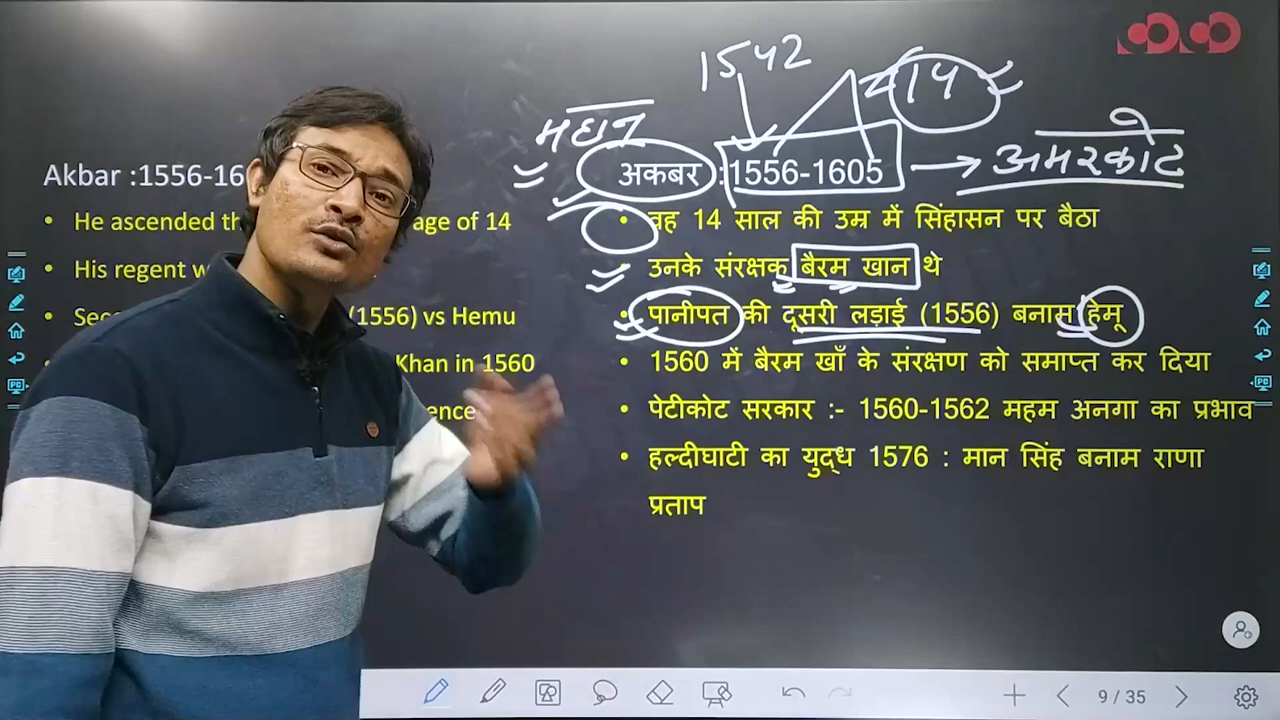 1542
14
महान
अमरकोट
Akbar :1556-16
He ascended th age of 14
His regent w
Sec (1556) vs Hemu
Khan in 1560
ence
अकबर :1556-1605
वह 14 साल की उम्र में सिंहासन पर बैठा
उनके संरक्षक बैरम खान थे
पानीपत की दूसरी लड़ाई (1556) बनाम हेमू
1560 में बैरम खाँ के संरक्षण को समाप्त कर दिया
पेटीकोट सरकार :- 1560-1562 महम अनगा का प्रभाव
हल्दीघाटी का युद्ध 1576 : मान सिंह बनाम राणा
प्रताप
PC
PC
9 / 35